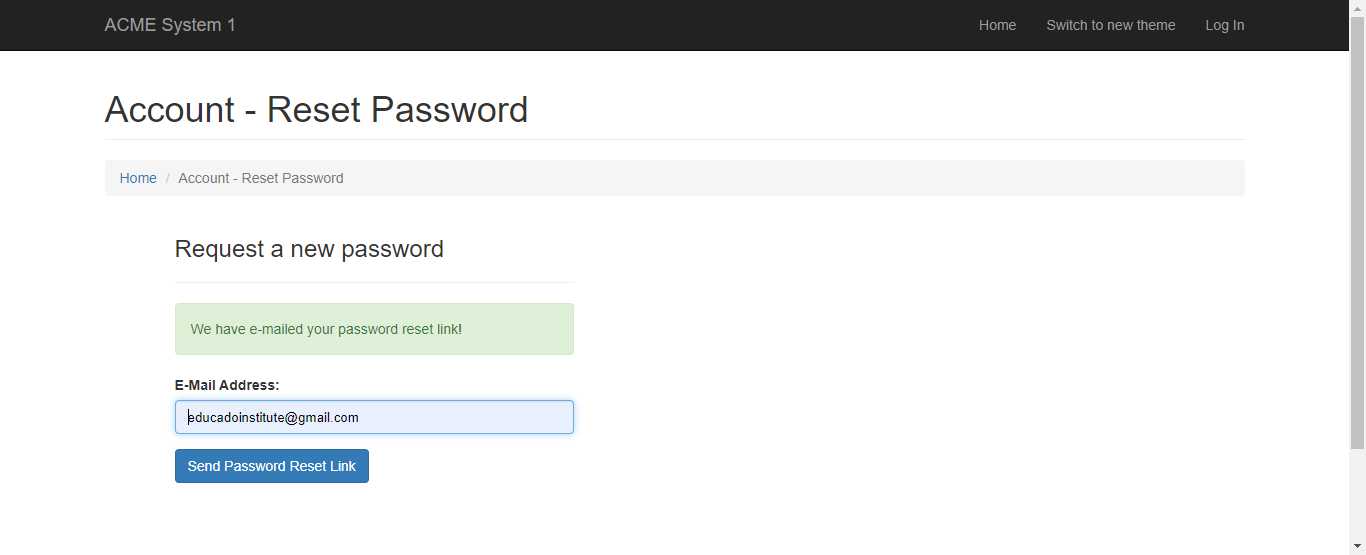 ACME System 1 Home Switch to new theme Log In
Account - Reset Password
Home / Account - Reset Password
Request a new password
We have e-mailed your password reset link!
E-Mail Address:
educadoinstitute@gmail.com
Send Password Reset Link